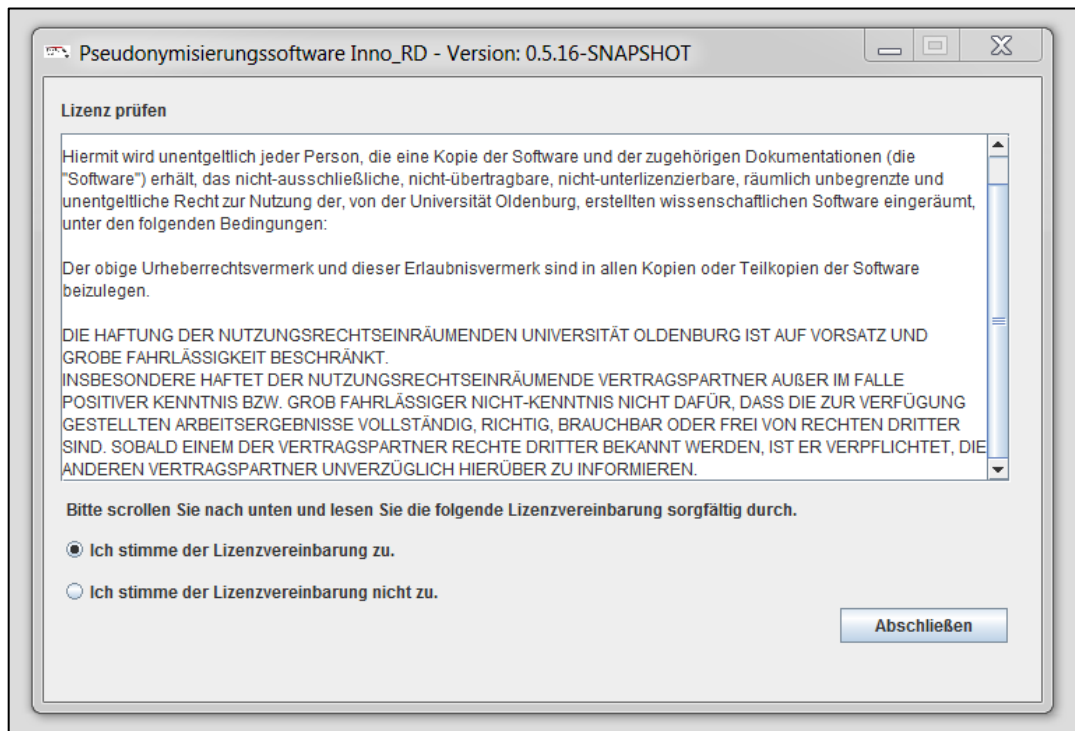 Pseudonymisierungssoftware Inno_RD - Version: 0.5.16-SNAPSHOT
Lizenz prüfen
Hiermit wird unentgeltlich jeder Person, die eine Kopie der Software und der zugehörigen Dokumentationen (die
"Software") erhält, das nicht-ausschließliche, nicht-übertragbare, nicht-unterlizenzierbare, räumlich unbegrenzte und
unentgeltliche Recht zur Nutzung der, von der Universität Oldenburg, erstellten wissenschaftlichen Software eingeräumt,
unter den folgenden Bedingungen:
Der obige Urheberrechtsvermerk und dieser Erlaubnisvermerk sind in allen Kopien oder Teilkopien der Software
beizulegen.
DIE HAFTUNG DER NUTZUNGSRECHTSEINRÄUMENDEN UNIVERSITÄT OLDENBURG IST AUF VORSATZ UND
GROBE FAHRLÄSSIGKEIT BESCHRÄNKT.
INSBESONDERE HAFTET DER NUTZUNGSRECHTSEINRÄUMENDE VERTRAGSPARTNER AUßER IM FALLE
POSITIVER KENNTNIS BZW. GROB FAHRLÄSSIGER NICHT-KENNTNIS NICHT DAFÜR, DASS DIE ZUR VERFÜGUNG
GESTELLTEN ARBEITSERGEBNISSE VOLLSTÄNDIG, RICHTIG, BRAUCHBAR ODER FREI VON RECHTEN DRITTER
SIND. SOBALD EINEM DER VERTRAGSPARTNER RECHTE DRITTER BEKANNT WERDEN, IST ER VERPFLICHTET, DIE
ANDEREN VERTRAGSPARTNER UNVERZÜGLICH HIERÜBER ZU INFORMIEREN.
Bitte scrollen Sie nach unten und lesen Sie die folgende Lizenzvereinbarung sorgfältig durch.
Ich stimme der Lizenzvereinbarung zu.
Ich stimme der Lizenzvereinbarung nicht zu.
Abschließen